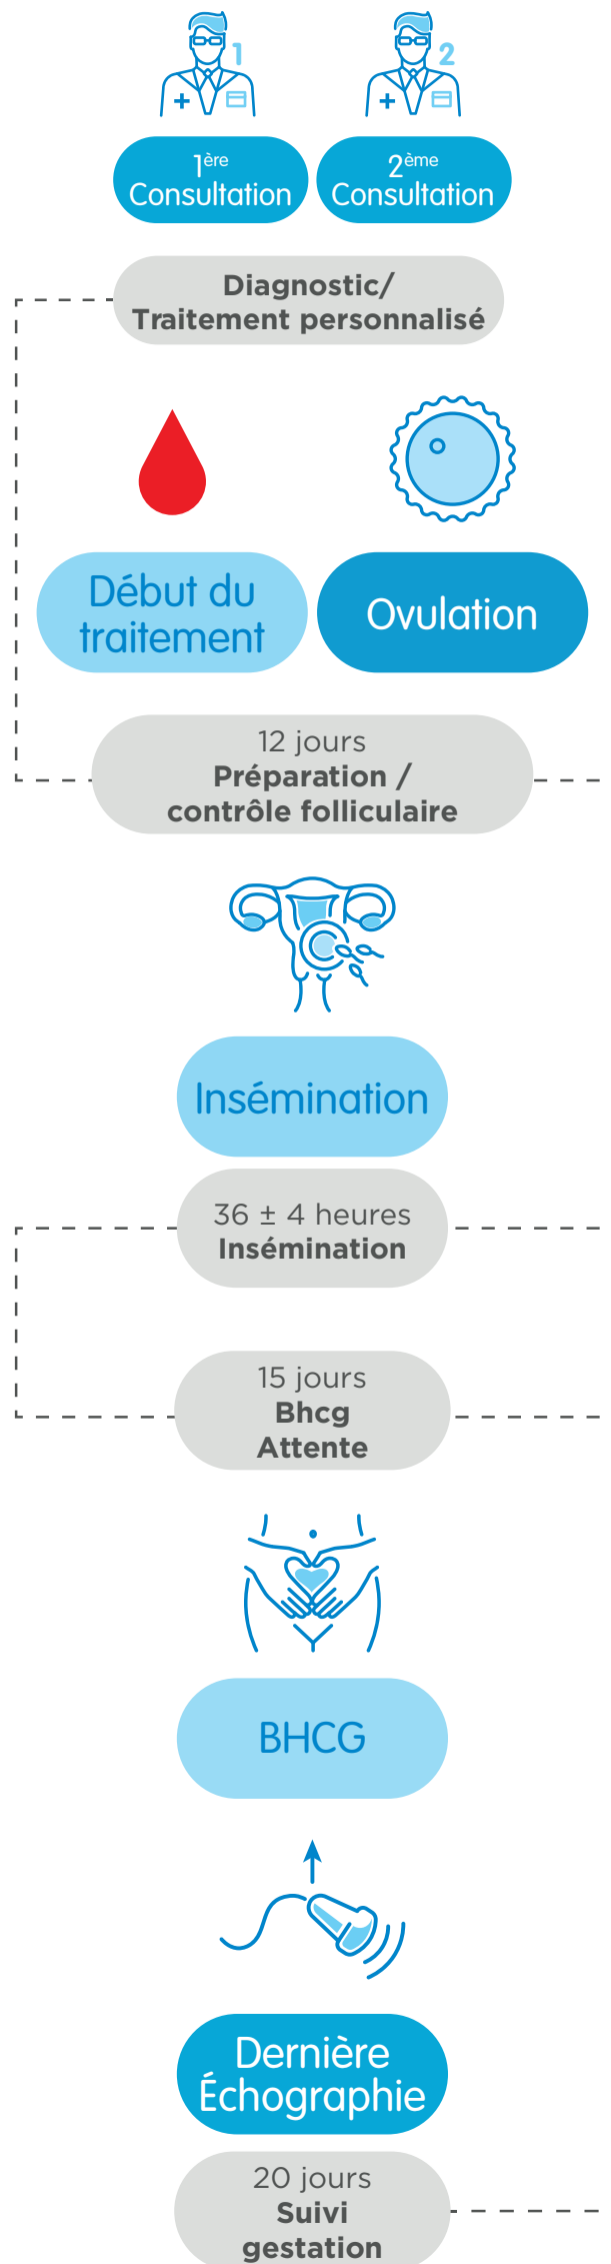 1
2
1ère
Consultation
2ème
Consultation
Diagnostic/
Traitement personnalisé
Début du
traitement
Ovulation
12 jours
Préparation /
contrôle folliculaire
Insémination
36 ± 4 heures
Insémination
15 jours
Bhcg
Attente
BHCG
Dernière
Échographie
20 jours
Suivi
gestation